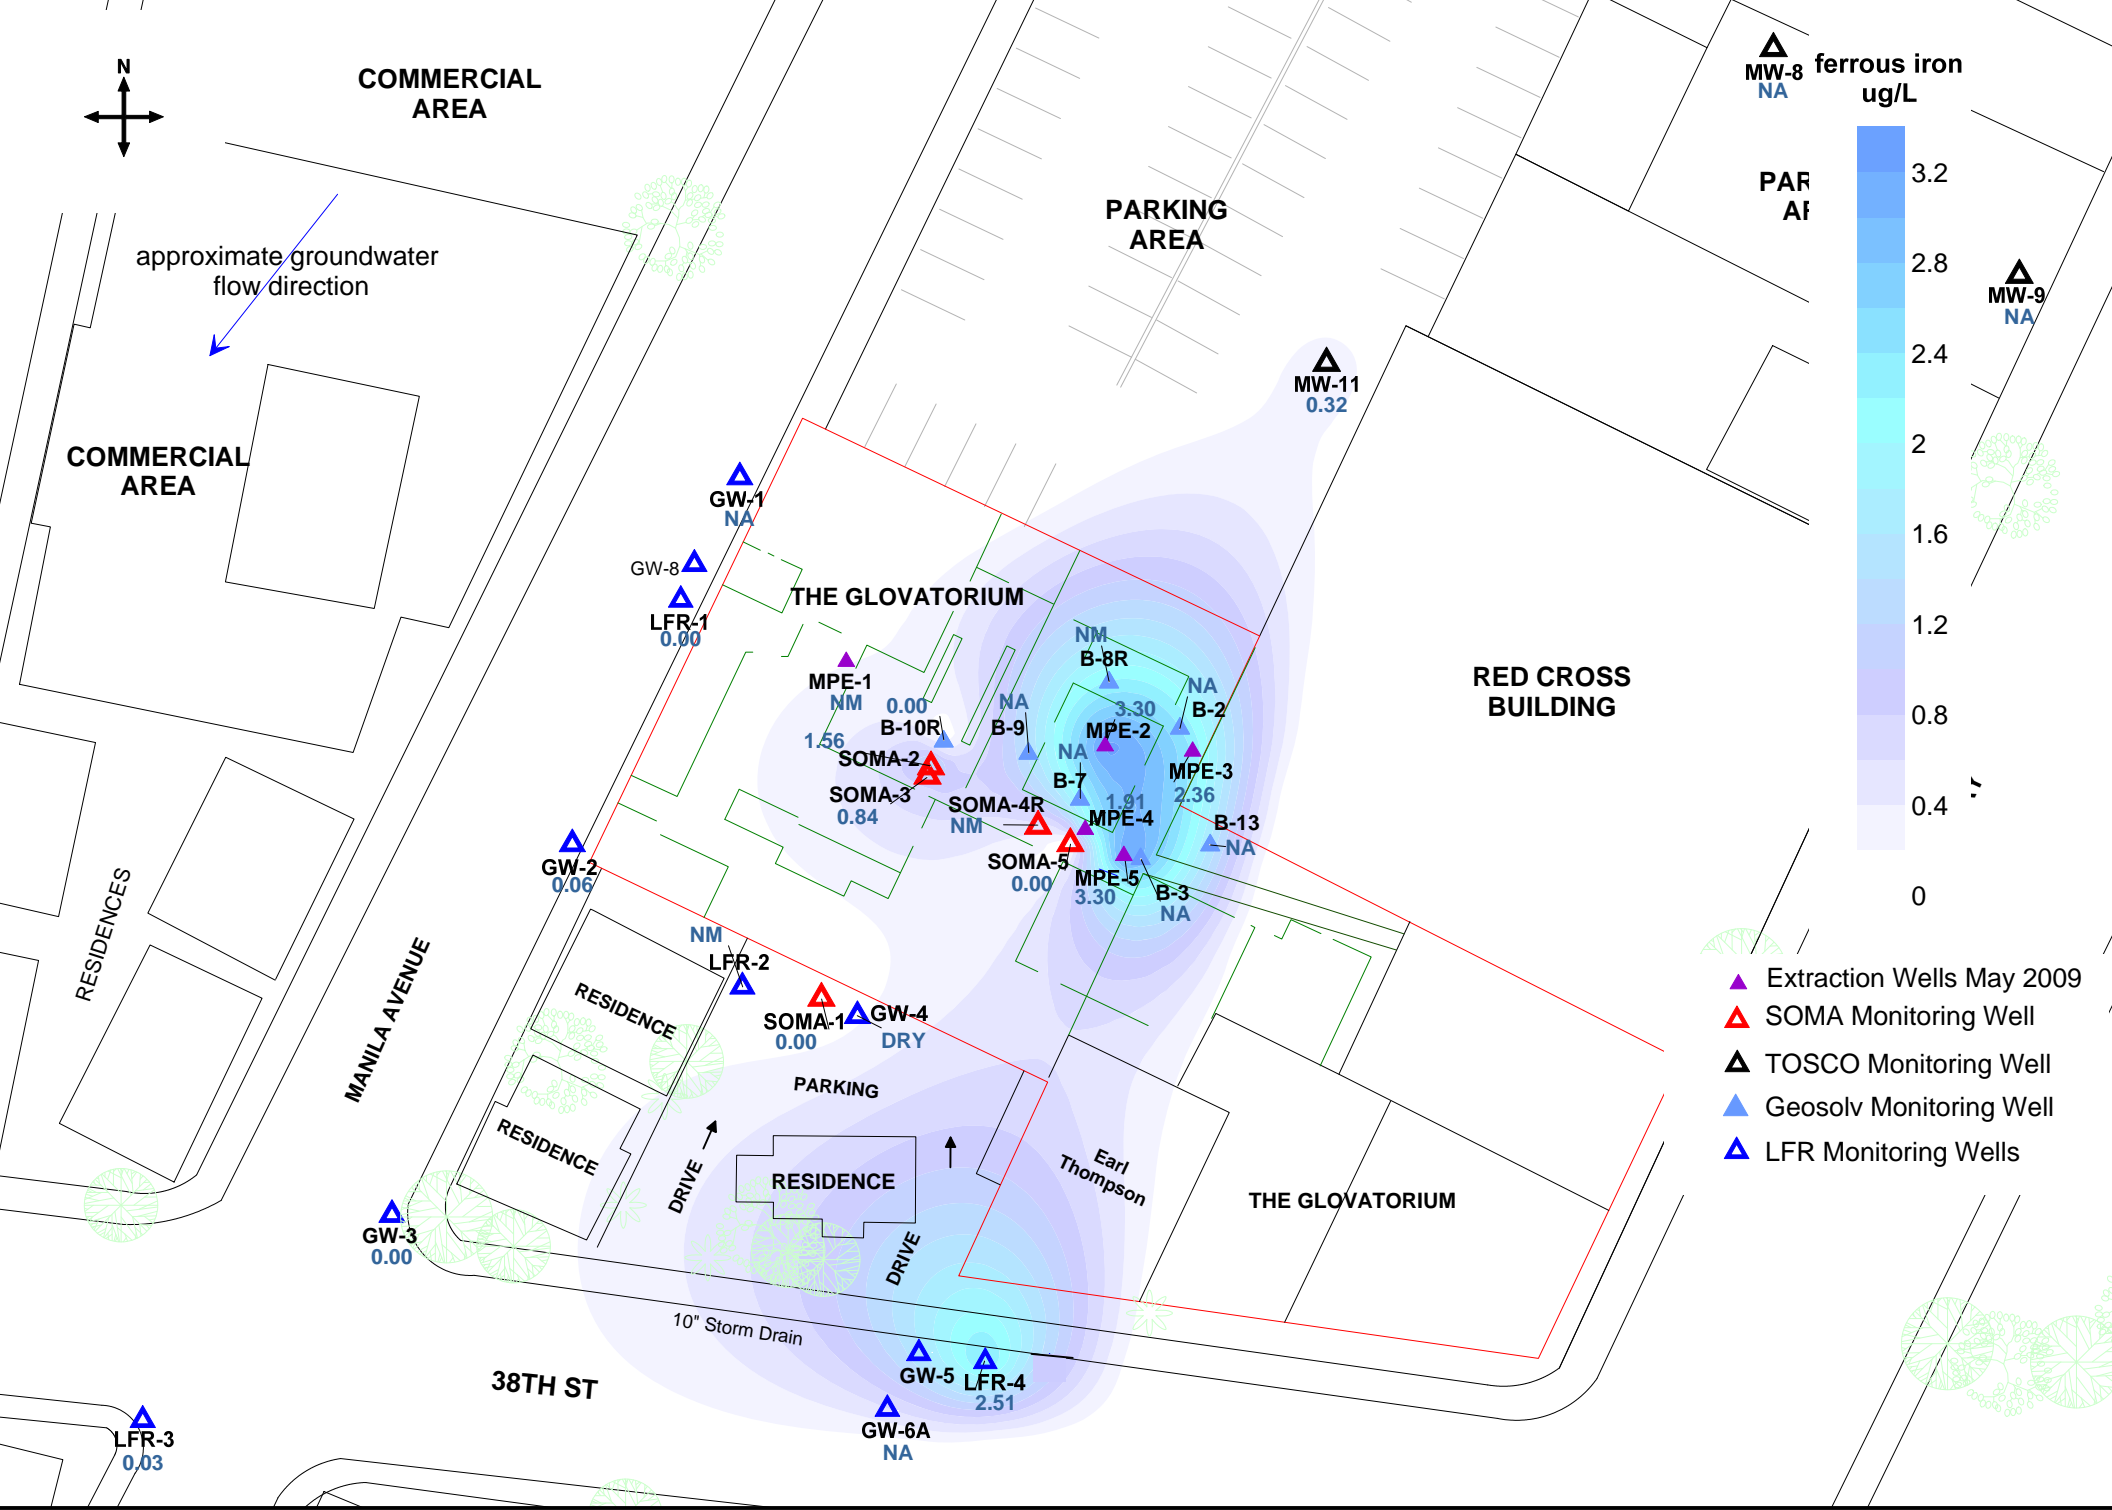 N
COMMERCIAL
AREA
approximate groundwater
flow direction
COMMERCIAL
AREA
PARKING
AREA
MW-8
NA
ferrous iron
ug/L
3.2
2.8
2.4
2
1.6
1.2
0.8
0.4
0
MW-9
NA
MW-11
0.32
GW-1
NA
GW-8
LFR-1
0.00
THE GLOVATORIUM
MPE-1
NM
0.00
B-10R
1.56
SOMA-2
SOMA-3
0.84
NA
B-9
NM
B-8R
NA
B-2
3.30
MPE-2
NA
B-7
MPE-3
2.36
1.91
MPE-4
SOMA-4R
NM
SOMA-5
0.00
MPE-5
3.30
B-3
NA
B-13
NA
RED CROSS
BUILDING
GW-2
0.06
RESIDENCES
MANILA AVENUE
NM
LFR-2
RESIDENCE
SOMA-1
0.00
GW-4
DRY
PARKING
RESIDENCE
DRIVE
RESIDENCE
DRIVE
Earl
Thompson
THE GLOVATORIUM
GW-3
0.00
10" Storm Drain
38TH ST
GW-5
LFR-4
2.51
GW-6A
NA
LFR-3
0.03
Extraction Wells May 2009
SOMA Monitoring Well
TOSCO Monitoring Well
Geosolv Monitoring Well
LFR Monitoring Wells